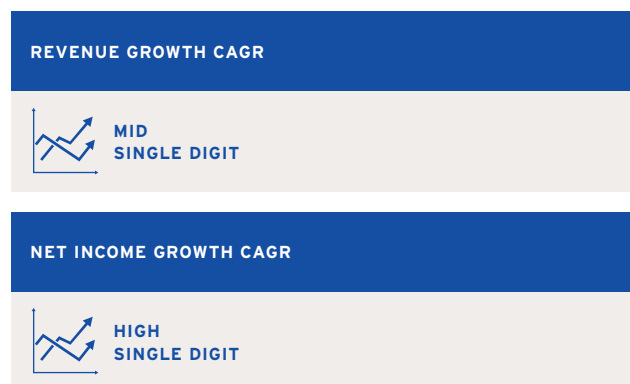 REVENUE GROWTH CAGR
MID
SINGLE DIGIT
NET INCOME GROWTH CAGR
HIGH
SINGLE DIGIT